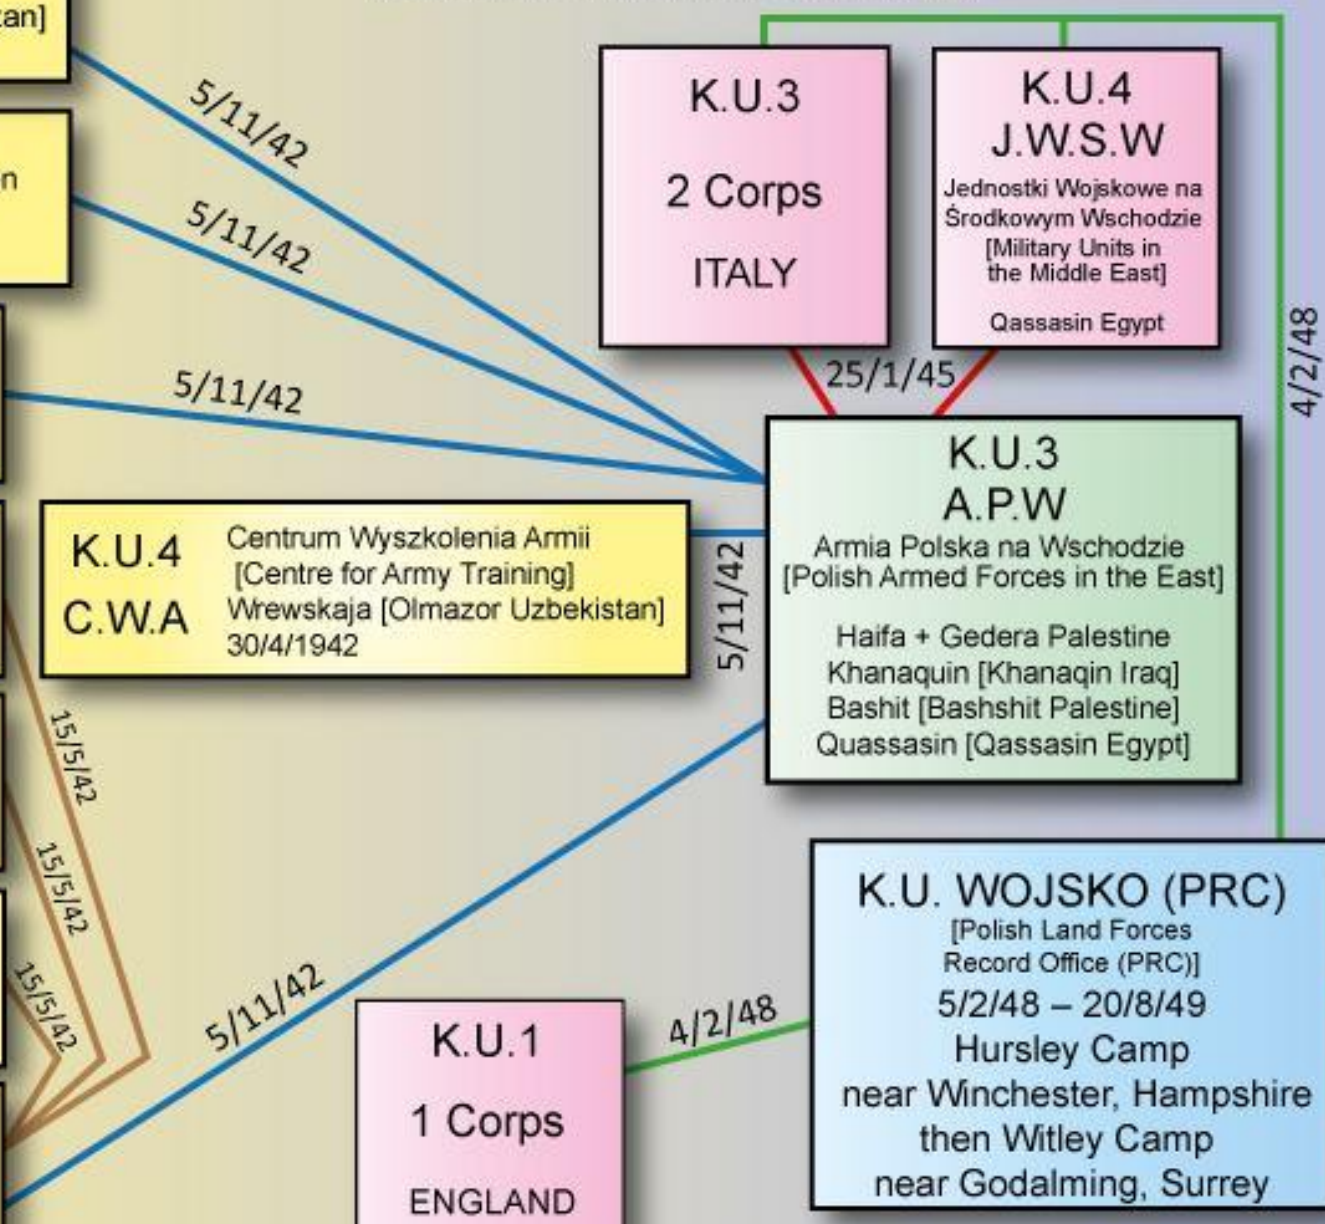 zan]
n
5/11/42
5/11/42
5/11/42
K.U.3
2 Corps
ITALY
K.U.4
J.W.S.W
Jednostki Wojskowe na
Środkowym Wschodzie
[Military Units in
the Middle East]
Qassasin Egypt
25/1/45
4/2/48
K.U.3
A.P.W
Armia Polska na Wschodzie
[Polish Armed Forces in the East]
Haifa + Gedera Palestine
Khanaquin [Khanaqin Iraq]
Bashit [Bashshit Palestine]
Quassasin [Qassasin Egypt]
K.U.4
C.W.A
Centrum Wyszkolenia Armii
[Centre for Army Training]
Wrewskaja [Olmazor Uzbekistan]
30/4/1942
5/11/42
15/5/42
15/5/42
15/5/42
5/11/42
K.U.1
1 Corps
ENGLAND
4/2/48
K.U. WOJSKO (PRC)
[Polish Land Forces
Record Office (PRC)]
5/2/48 – 20/8/49
Hursley Camp
near Winchester, Hampshire
then Witley Camp
near Godalming, Surrey